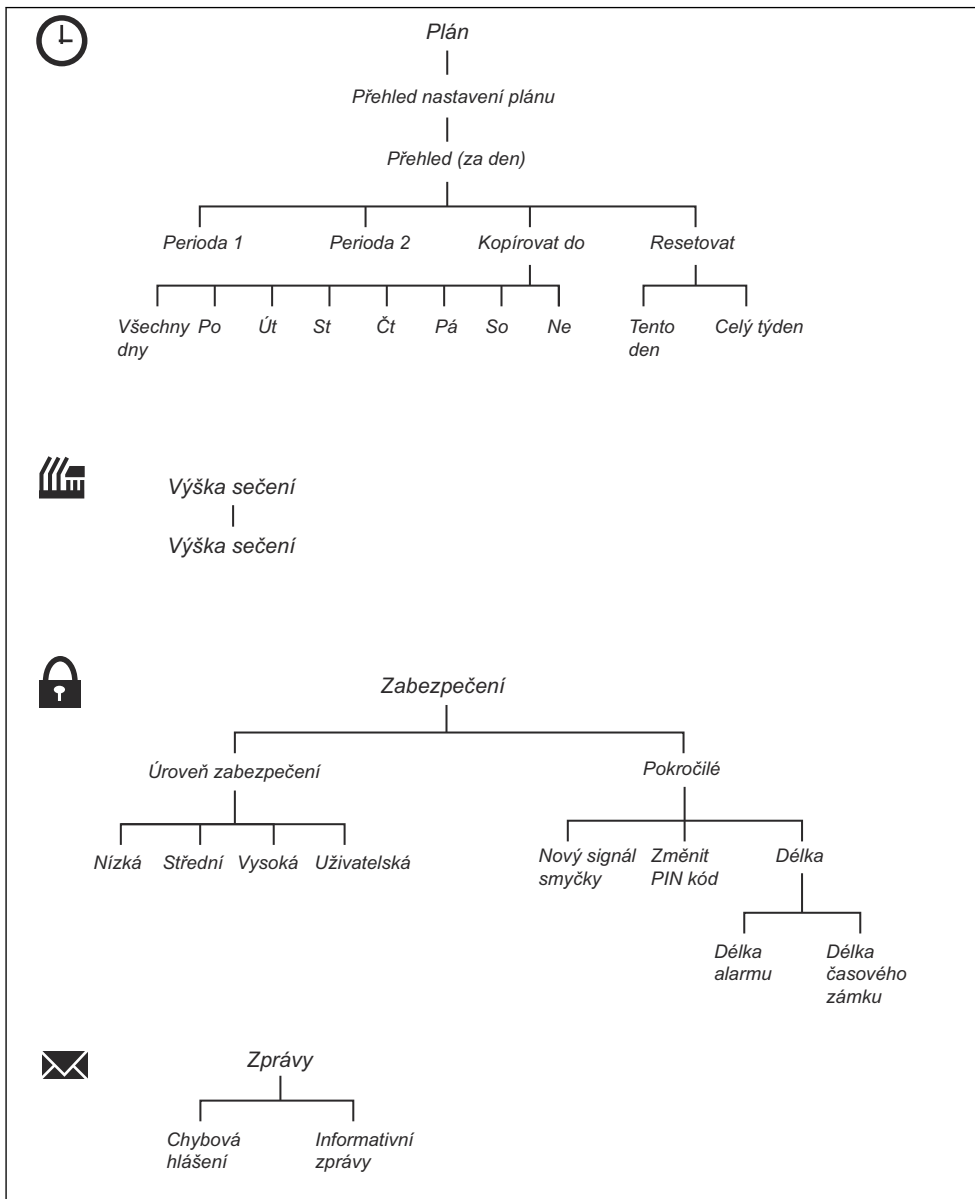 Plán
Přehled nastavení plánu
Přehled (za den)
Perioda 1 Perioda 2 Kopírovat do Resetovat
Všechny Po Út St Čt Pá So Ne Tento Celý týden
dny den
Výška sečení
Výška sečení
Zabezpečení
Úroveň zabezpečení Pokročilé
Nízká Střední Vysoká Uživatelská Nový signál Změnit Délka
smyčky PIN kód
Délka Délka
alarmu časového
zámku
Zprávy
Chybová Informativní
hlášení zprávy